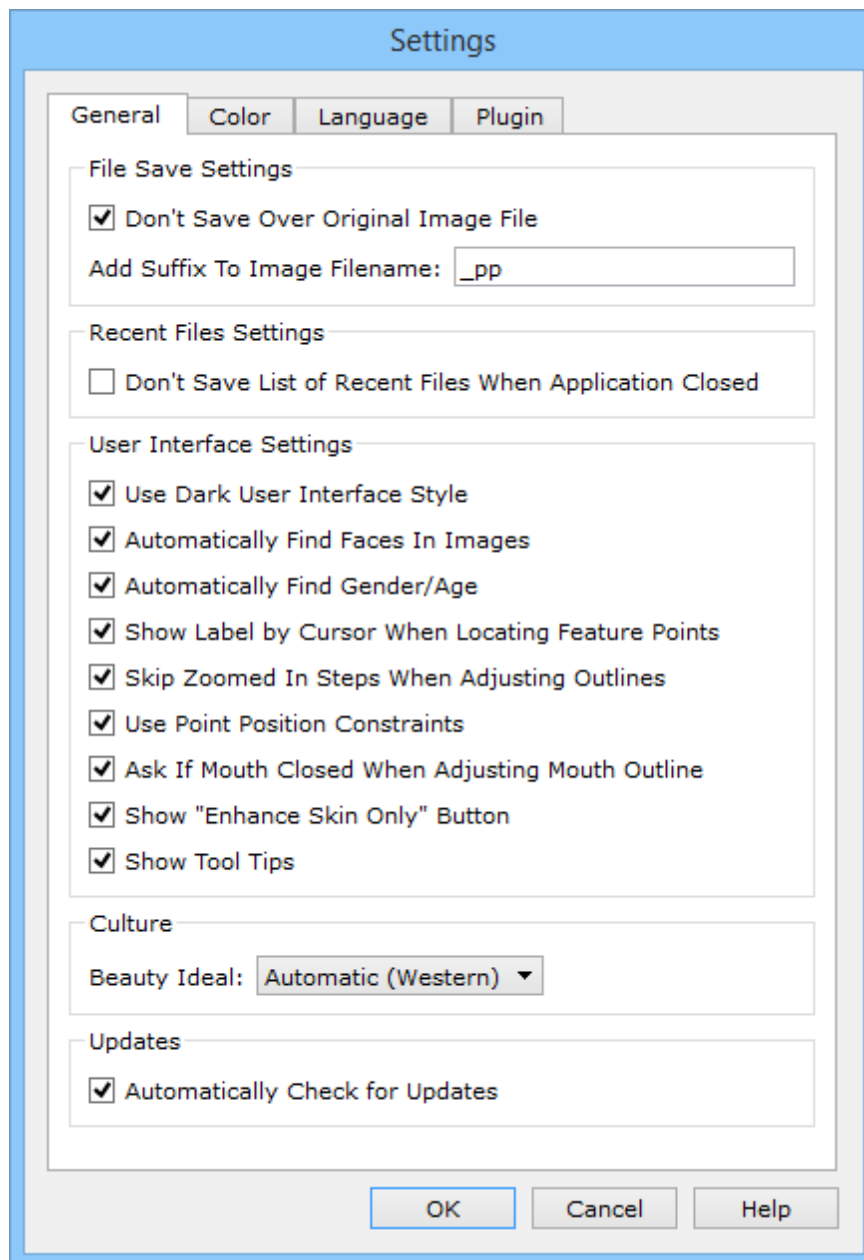 Settings
General Color Language Plugin
File Save Settings
Don't Save Over Original Image File
Add Suffix To Image Filename: _pp
Recent Files Settings
Don't Save List of Recent Files When Application Closed
User Interface Settings
Use Dark User Interface Style
Automatically Find Faces In Images
Automatically Find Gender/Age
Show Label by Cursor When Locating Feature Points
Skip Zoomed In Steps When Adjusting Outlines
Use Point Position Constraints
Ask If Mouth Closed When Adjusting Mouth Outline
Show "Enhance Skin Only" Button
Show Tool Tips
Culture
Beauty Ideal: Automatic (Western)
Updates
Automatically Check for Updates
OK Cancel Help